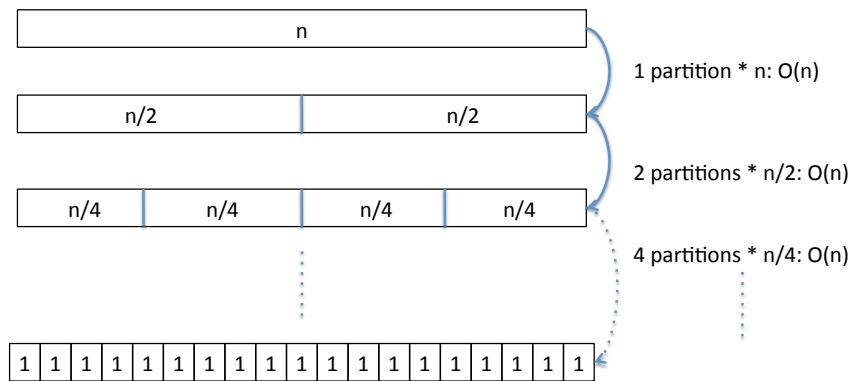 n
1 partition * n: O(n)
n/2 n/2
2 partitions * n/2: O(n)
n/4 n/4 n/4 n/4
4 partitions * n/4: O(n)
1 1 1 1 1 1 1 1 1 1 1 1 1 1 1 1 1 1 1